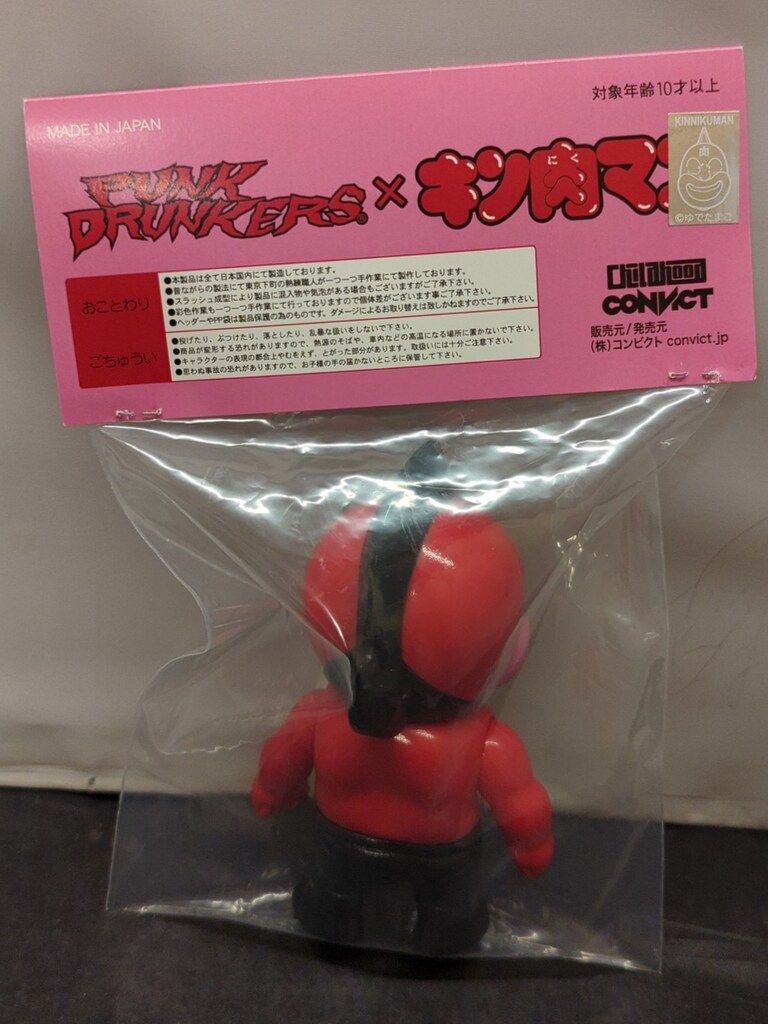 対象年齢10才以上
MADE IN JAPAN
KINNIKUMAN
肉
©ゆでたまご
PUNK
DRUNKERS®
×
キン肉マン
にく
おことわり
●本製品は全て日本国内にて製造しております。
●昔ながらの製法にて東京下町の熟練職人が一つ一つ手作業にて製作しております。
●スラッシュ成型により製品に混入物や気泡がある場合もございますがご了承下さい。
●彩色作業も一つ一つ手作業にて行っておりますので個体差がございます事ご了承下さい。
●ヘッダーやPP袋は製品保護の為のものです。ダメージによるお取り替えは致しかねますのでご了承下さい。
ごちゅうい
●投げたり、ぶつけたり、落としたり、乱暴な扱いをしないで下さい。
●商品が変形する恐れがありますので、熱源のそばや、車内などの高温になる場所に置かないで下さい。
●キャラクターの表現の都合上やむをえず、とがった部分があります。取扱いには十分ご注意下さい。
●思わぬ事故の恐れがありますので、お子様の手の届かないところに保管して下さい。
Childhood
CONVICT
販売元/発売元
(株)コンビクト convict.jp